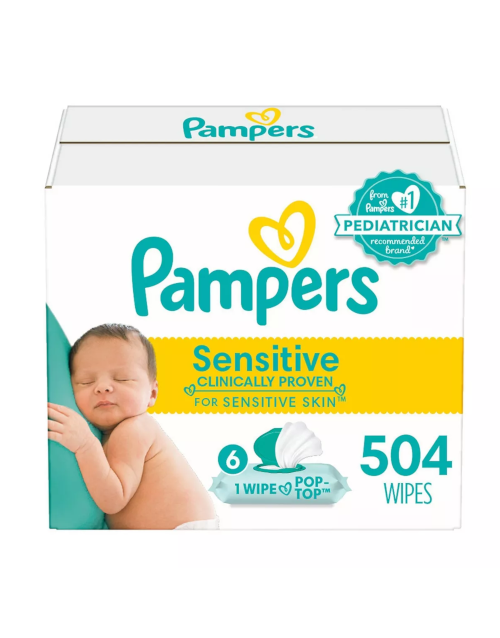 Pampers
from
Pampers #1
PEDIATRICIAN
recommended
brand*
Pampers
Sensitive
CLINICALLY PROVEN
FOR SENSITIVE SKIN™
6
1 WIPE POP-
TOP™
504
WIPES